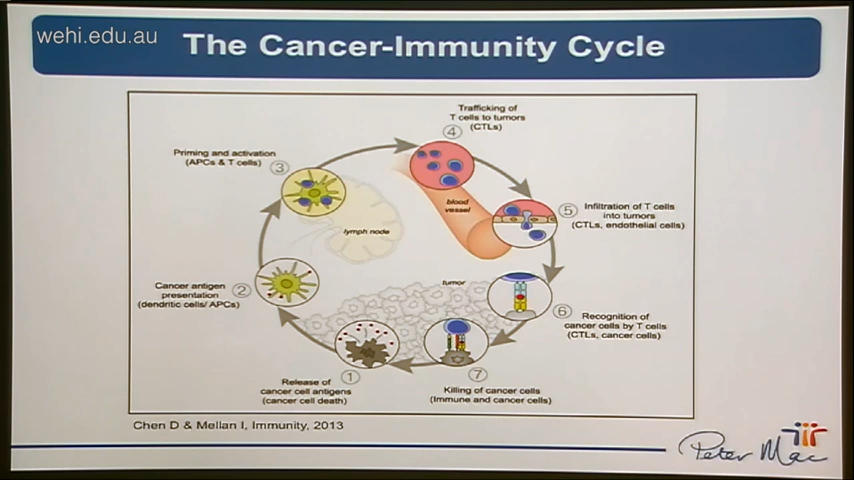 wehi.edu.au
The Cancer-Immunity Cycle
Trafficking of
T cells to tumors
(CTLs)
4
Priming and activation
(APCs & T cells)
3
blood
vessel
5
Infiltration of T cells
into tumors
(CTLs, endothelial cells)
lymph node
Cancer antigen
presentation
(dendritic cells/ APCs)
2
tumor
6
Recognition of
cancer cells by T cells
(CTLs, cancer cells)
1
Release of
cancer cell antigens
(cancer cell death)
7
Killing of cancer cells
(Immune and cancer cells)
Chen D & Mellan I, Immunity, 2013
Peter Mac